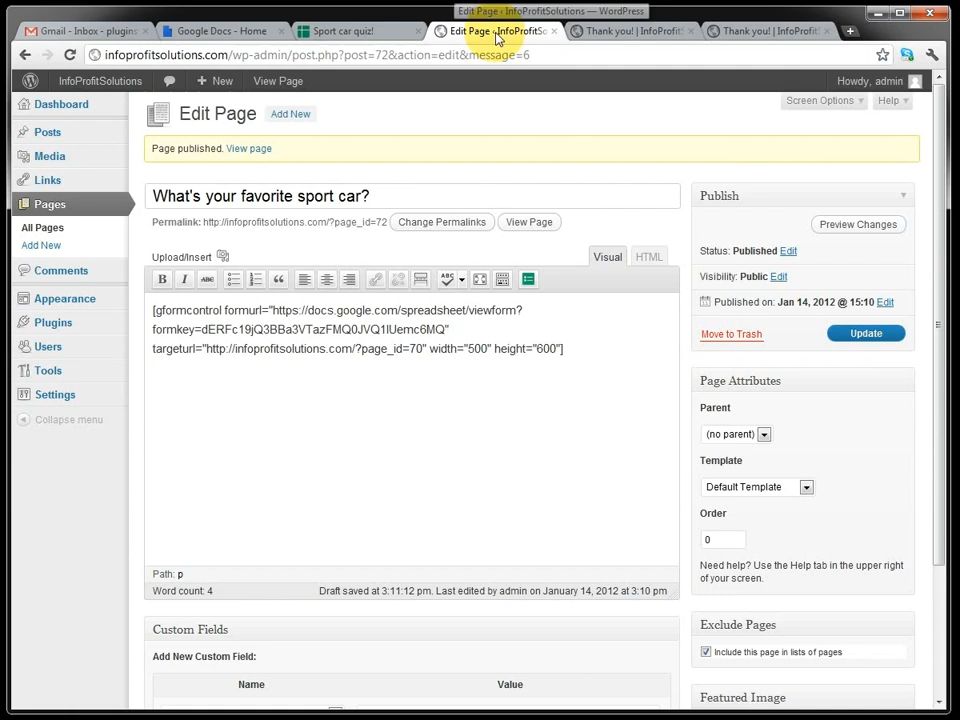 Edit Page ‹ InfoProfitSolutions — WordPress
Gmail - Inbox - plugins
Google Docs - Home
Sport car quiz!
Edit Page ‹ InfoProfitSo
Thank you! | InfoProfitS
Thank you! | InfoProfitS
infoprofitsolutions.com/wp-admin/post.php?post=72&action=edit&message=6
InfoProfitSolutions
+ New
View Page
Howdy, admin
Dashboard
Posts
Media
Links
Pages
All Pages
Add New
Comments
Appearance
Plugins
Users
Tools
Settings
Collapse menu
Screen Options
Help
Edit Page
Add New
Page published. View page
What's your favorite sport car?
Permalink: http://infoprofitsolutions.com/?page_id=72
Change Permalinks
View Page
Upload/Insert
Visual
HTML
B
I
ABC
ABC
[gformcontrol formurl="https://docs.google.com/spreadsheet/viewform?
formkey=dERFc19jQ3BBa3VTazFMQ0JVQ1lUemc6MQ"
targeturl="http://infoprofitsolutions.com/?page_id=70" width="500" height="600"]
Path: p
Word count: 4
Draft saved at 3:11:12 pm. Last edited by admin on January 14, 2012 at 3:10 pm
Custom Fields
Add New Custom Field:
Name
Value
Publish
Preview Changes
Status: Published Edit
Visibility: Public Edit
Published on: Jan 14, 2012 @ 15:10 Edit
Move to Trash
Update
Page Attributes
Parent
(no parent)
Template
Default Template
Order
0
Need help? Use the Help tab in the upper right
of your screen.
Exclude Pages
Include this page in lists of pages
Featured Image